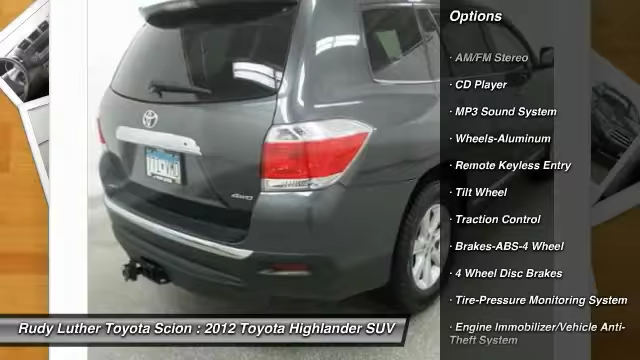 Options
· AM/FM Stereo
· CD Player
· MP3 Sound System
· Wheels-Aluminum
· Remote Keyless Entry
· Tilt Wheel
· Traction Control
· Brakes-ABS-4 Wheel
· 4 Wheel Disc Brakes
· Tire-Pressure Monitoring System
· Engine Immobilizer/Vehicle Anti-
Theft System
4WD
Rudy Luther Toyota Scion : 2012 Toyota Highlander SUV